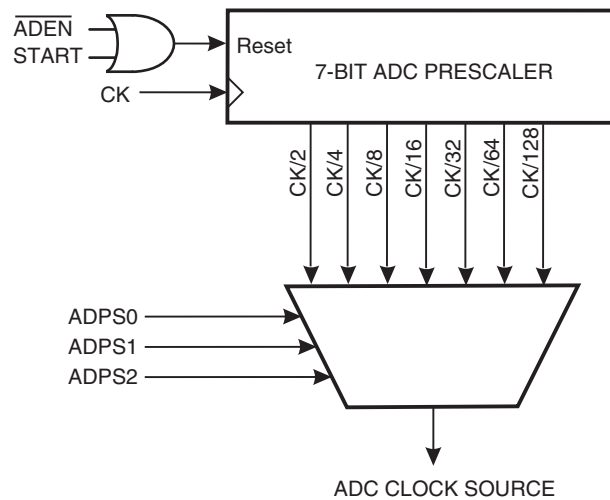 ADEN
START
Reset
7-BIT ADC PRESCALER
CK
CK/2
CK/4
CK/8
CK/16
CK/32
CK/64
CK/128
ADPS0
ADPS1
ADPS2
ADC CLOCK SOURCE